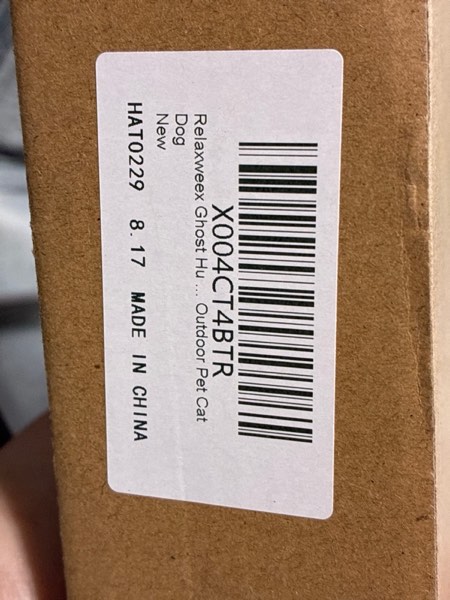 X004CT4BTR
Relaxweex Ghost Hu ... Outdoor Pet Cat
Dog
New
HAT0229 8.17 MADE IN CHINA